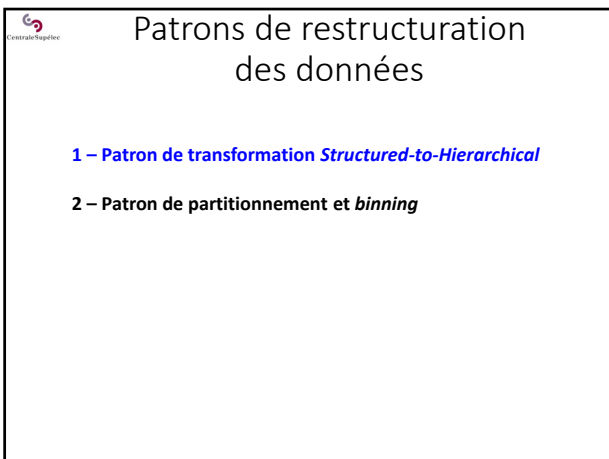 CentraleSupélec
Patrons de restructuration
des données
1 – Patron de transformation Structured-to-Hierarchical
2 – Patron de partitionnement et binning